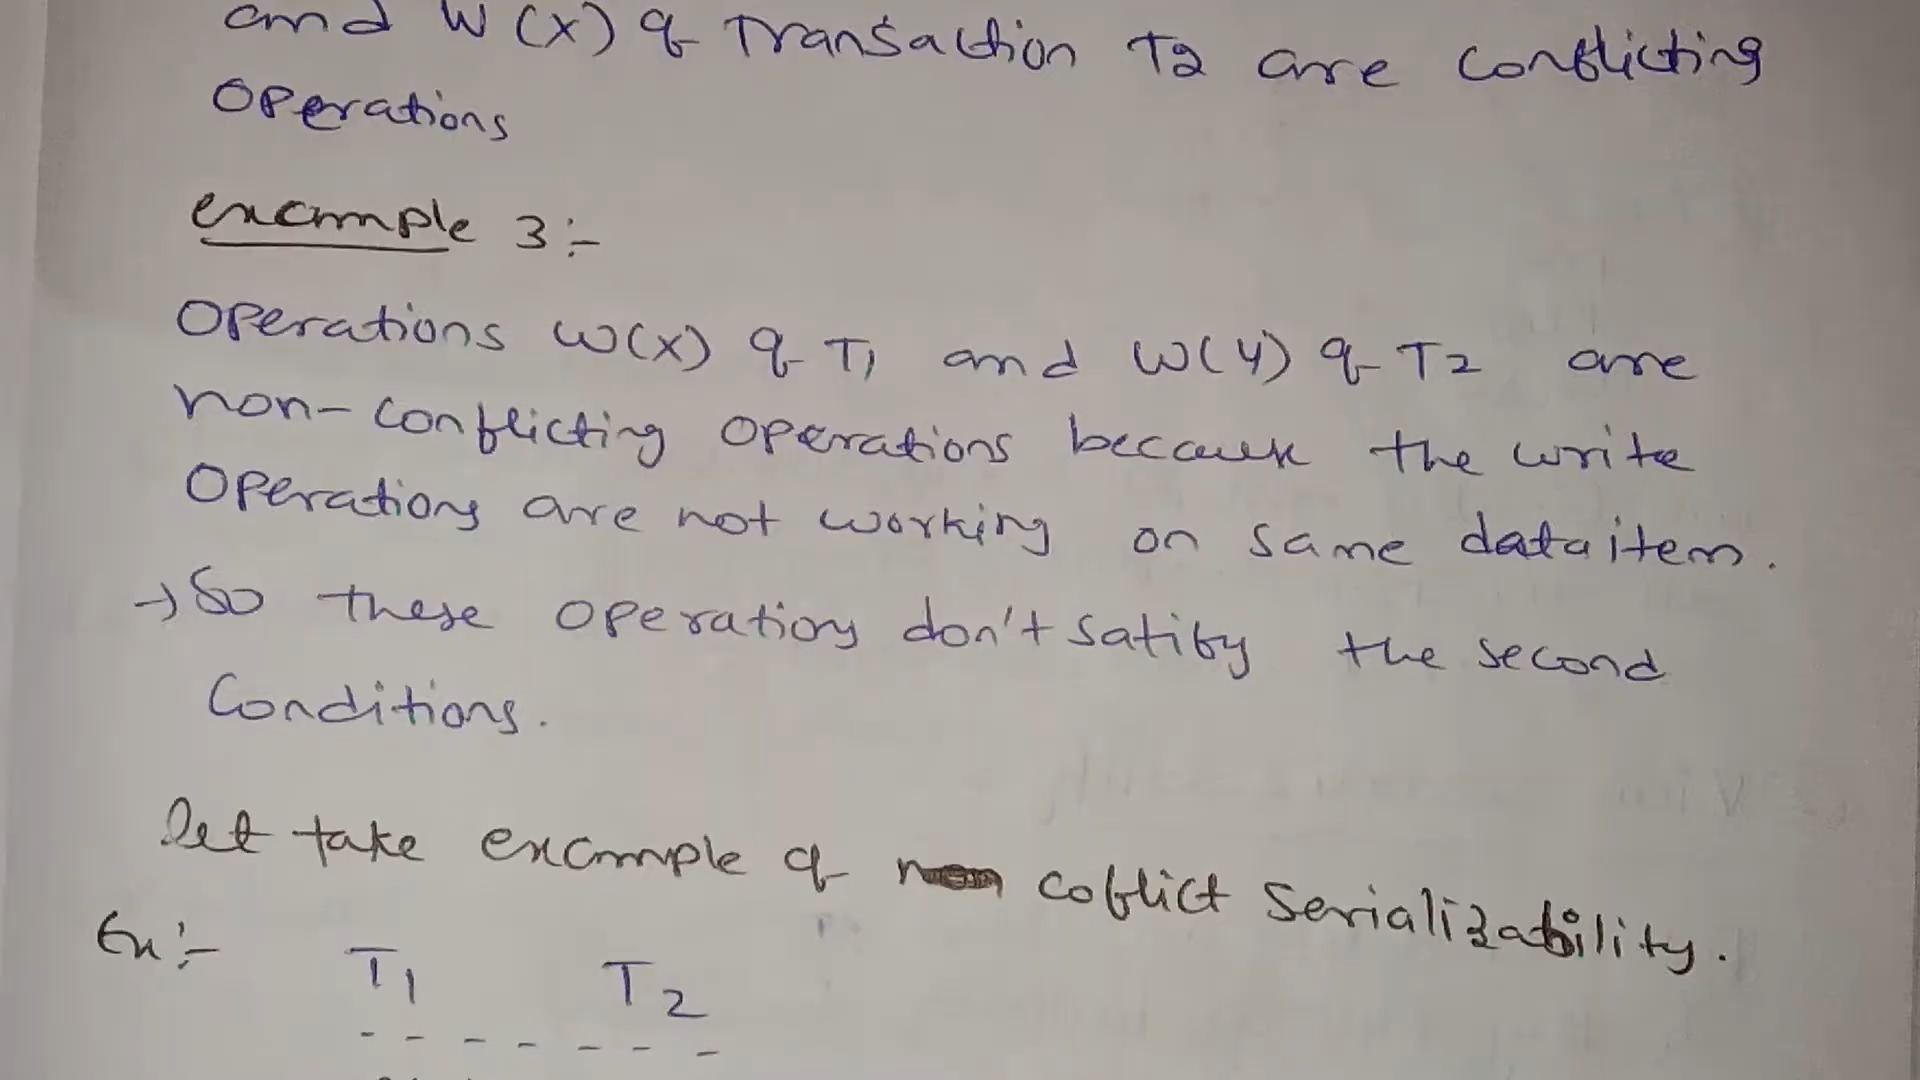 and W(X) of Transaction T2 are conflicting
operations
example 3:-
Operations W(X) of T1 and W(Y) of T2 are
non-conflicting operations because the write
Operations are not working on same data item.
→ So these operations don't satify the second
Conditions.
let take example of coflict Serializability.
Ex:- T1 T2
- - - - - - -